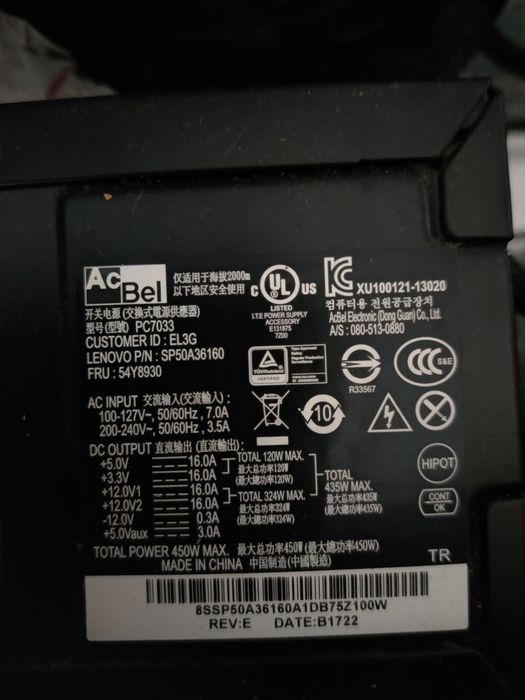 AcBel
仅适用于海拔2000m
以下地区安全使用
C UL US
LISTED
I.T.E POWER SUPPLY
ACCESSORY
E131875
7Z00
XU100121-13020
컴퓨터용 전원공급장치
AcBel Electronic (Dong Guan) Co., Ltd.
A/S : 080-513-0880
开关电源 (交換式電源供應器)
型号(型號) PC7033
CUSTOMER ID : EL3G
LENOVO P/N : SP50A36160
FRU : 54Y8930
TÜVRheinland
CERTIFIED
R33567
CCC S&E
AC INPUT 交流输入(交流輸入) :
100-127V~, 50/60Hz, 7.0A
200-240V~, 50/60Hz, 3.5A
10
DC OUTPUT 直流输出 (直流輸出) :
+5.0V 16.0A
+3.3V 16.0A
+12.0V1 16.0A
+12.0V2 16.0A
-12.0V 0.3A
+5.0Vaux 3.0A
TOTAL 120W MAX.
最大总功率120W
(最大總功率120W)
TOTAL 324W MAX.
最大总功率324W
(最大總功率324W)
TOTAL
435W MAX.
最大总功率435W
(最大總功率435W)
HIPOT
CONT
OK
TOTAL POWER 450W MAX. 最大总功率450W (最大總功率450W)
MADE IN CHINA 中国制造 (中國製造)
TR
8SSP50A36160A1DB75Z100W
REV:E DATE:B1722